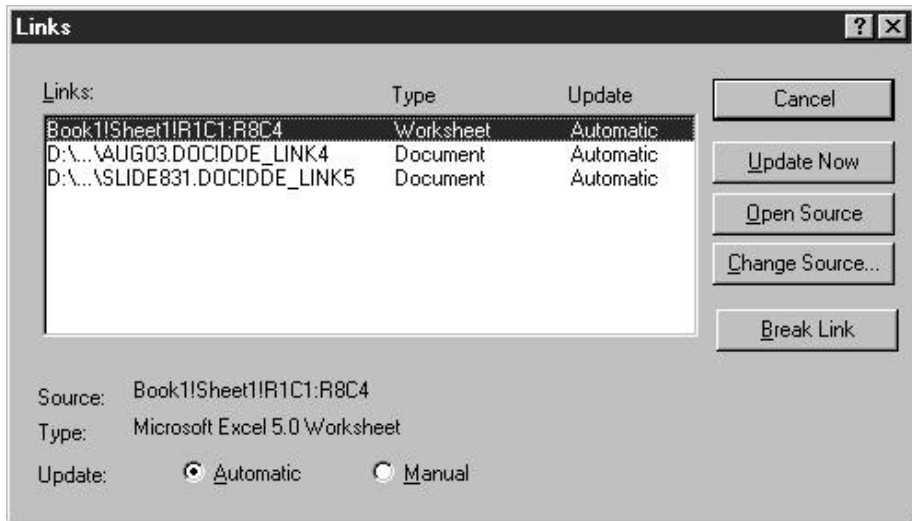 Links
? X
Links: Type Update
Book1!Sheet1!R1C1:R8C4 Worksheet Automatic
D:\...\AUG03.DOC!DDE_LINK4 Document Automatic
D:\...\SLIDE831.DOC!DDE_LINK5 Document Automatic
Cancel
Update Now
Open Source
Change Source...
Break Link
Source: Book1!Sheet1!R1C1:R8C4
Type: Microsoft Excel 5.0 Worksheet
Update: Automatic Manual